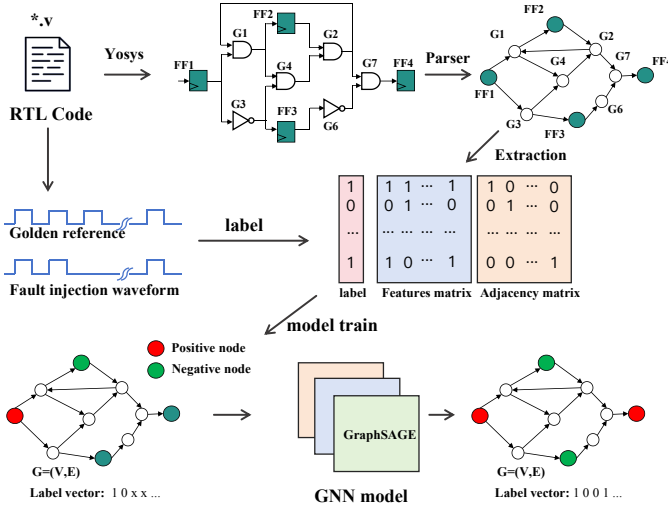 *.v
RTL Code
Yosys
FF1
G1
FF2
G2
G4
G3
FF3
G6
G7
FF4
Parser
FF2
G1
G2
G4
G7
FF4
FF1
G6
G3
FF3
Extraction
Golden reference
Fault injection waveform
label
1 1 1 ... 1 1 0 ... 0
0 0 1 ... 0 0 1 ... 0
... ... ... ... ... ... ...
1 1 0 ... 1 0 0 ... 1
label Features matrix Adjacency matrix
model train
Positive node
Negative node
G=(V,E)
Label vector: 1 0 x x ...
GraphSAGE
GNN model
G=(V,E)
Label vector: 1 0 0 1 ...